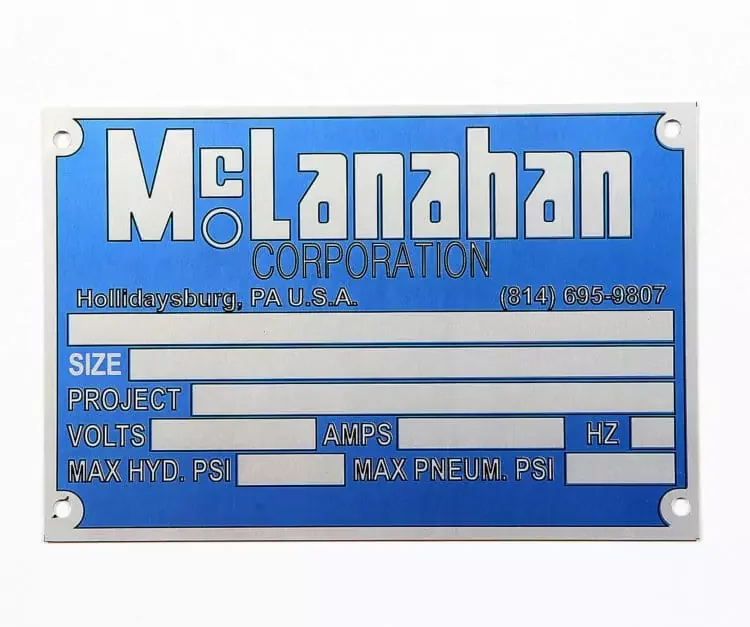 McLanahan
CORPORATION
Hollidaysburg, PA U.S.A. (814) 695-9807
SIZE
PROJECT
VOLTS AMPS HZ
MAX HYD. PSI MAX PNEUM. PSI